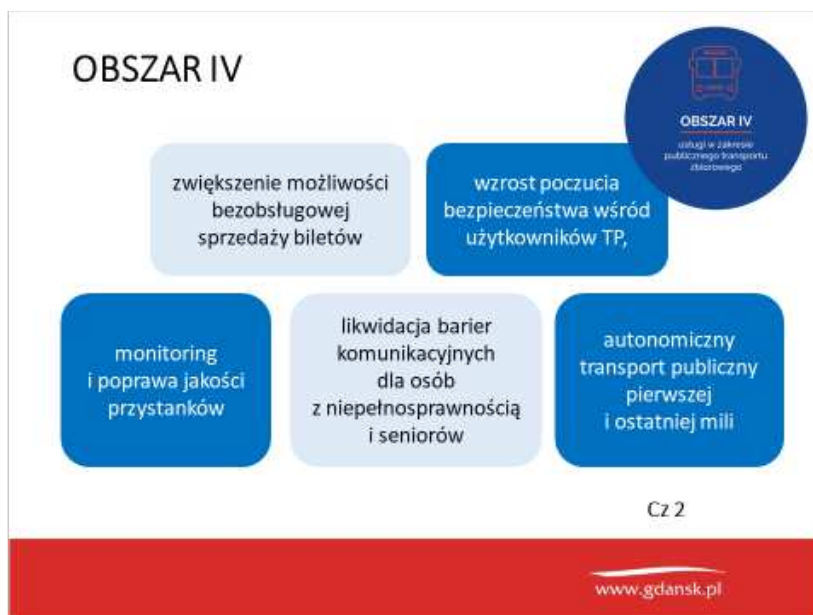 OBSZAR IV
OBSZAR IV
usługi w zakresie
publicznego transportu
zbiorowego
zwiększenie możliwości
bezobsługowej
sprzedaży biletów
wzrost poczucia
bezpieczeństwa wśród
użytkowników TP,
monitoring
i poprawa jakości
przystanków
likwidacja barier
komunikacyjnych
dla osób
z niepełnosprawnością
i seniorów
autonomiczny
transport publiczny
pierwszej
i ostatniej mili
Cz 2
www.gdansk.pl